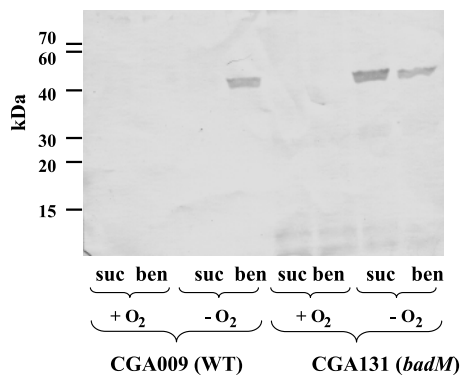 70
60
40
30
20
15
kDa
suc ben suc ben suc ben suc ben
+ O₂ - O₂ + O₂ - O₂
CGA009 (WT) CGA131 (badM)